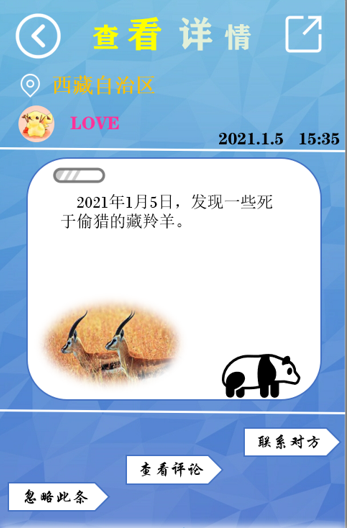 查看详情
西藏自治区
LOVE
2021.1.5 15:35
2021年1月5日，发现一些死
于偷猎的藏羚羊。
联系对方
查看评论
忽略此条